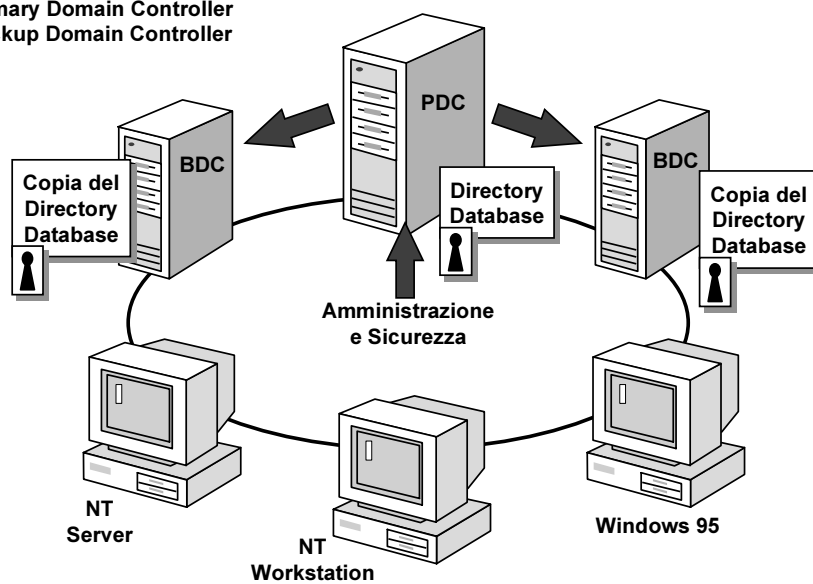 mary Domain Controller
kup Domain Controller
PDC
BDC
BDC
Copia del
Directory
Database
Directory
Database
Copia del
Directory
Database
Amministrazione
e Sicurezza
NT
Server
NT
Workstation
Windows 95